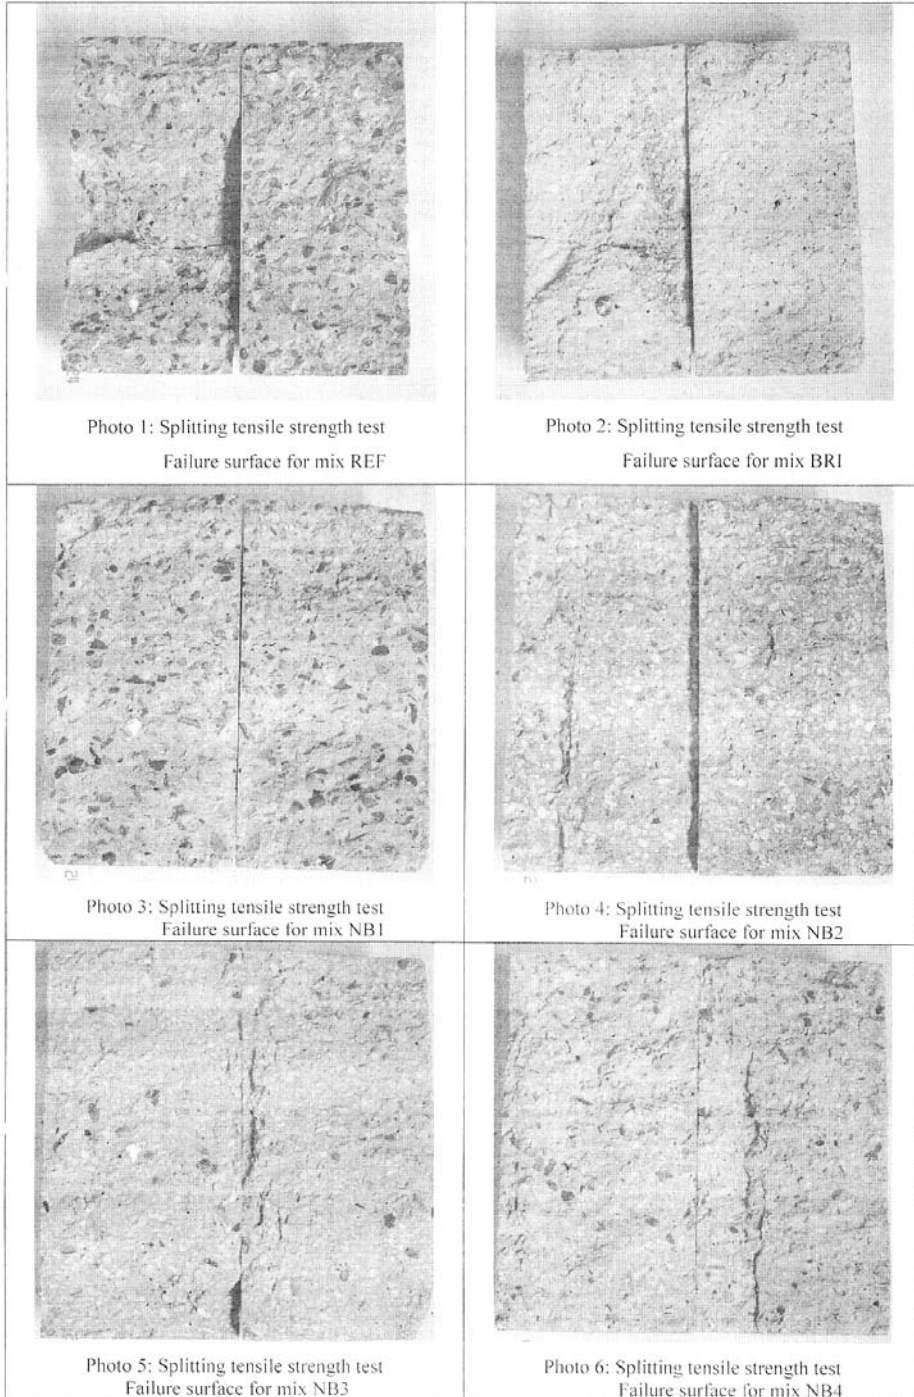 Photo 1: Splitting tensile strength test
Failure surface for mix REF
Photo 2: Splitting tensile strength test
Failure surface for mix BRI
Photo 3: Splitting tensile strength test
Failure surface for mix NB1
Photo 4: Splitting tensile strength test
Failure surface for mix NB2
Photo 5: Splitting tensile strength test
Failure surface for mix NB3
Photo 6: Splitting tensile strength test
Failure surface for mix NB4